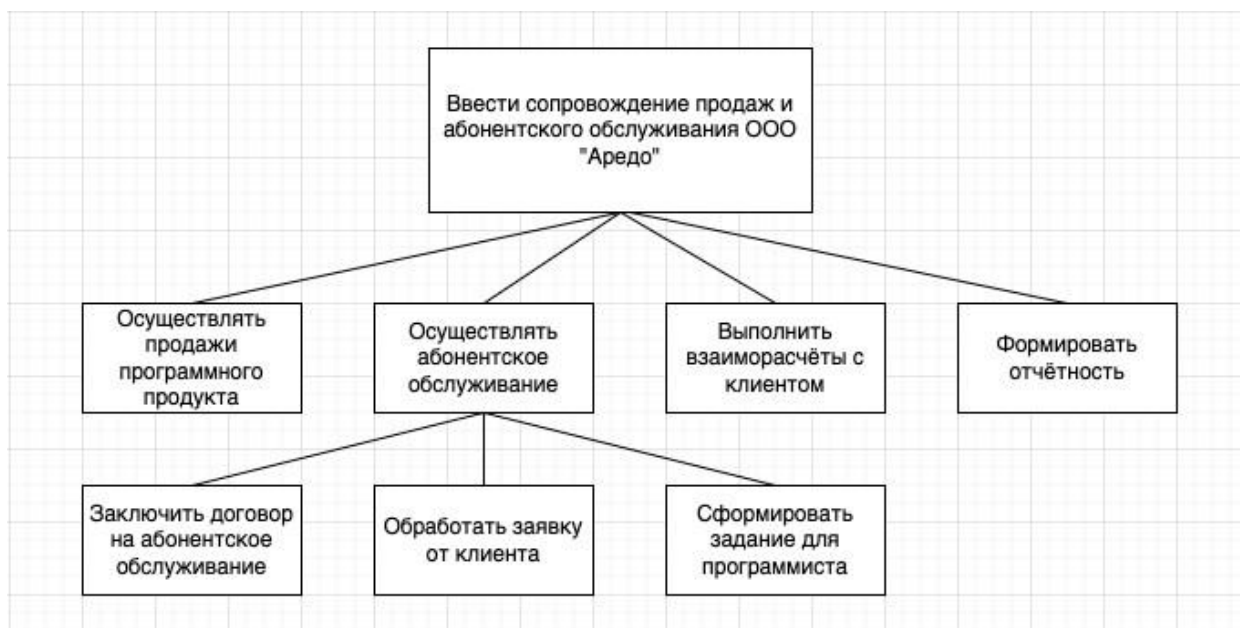 Ввести сопровождение продаж и
абонентского обслуживания ООО
"Аредо"
Осуществлять
продажи
программного
продукта
Осуществлять
абонентское
обслуживание
Выполнить
взаиморасчёты с
клиентом
Формировать
отчётность
Заключить договор
на абонентское
обслуживание
Обработать заявку
от клиента
Сформировать
задание для
программиста